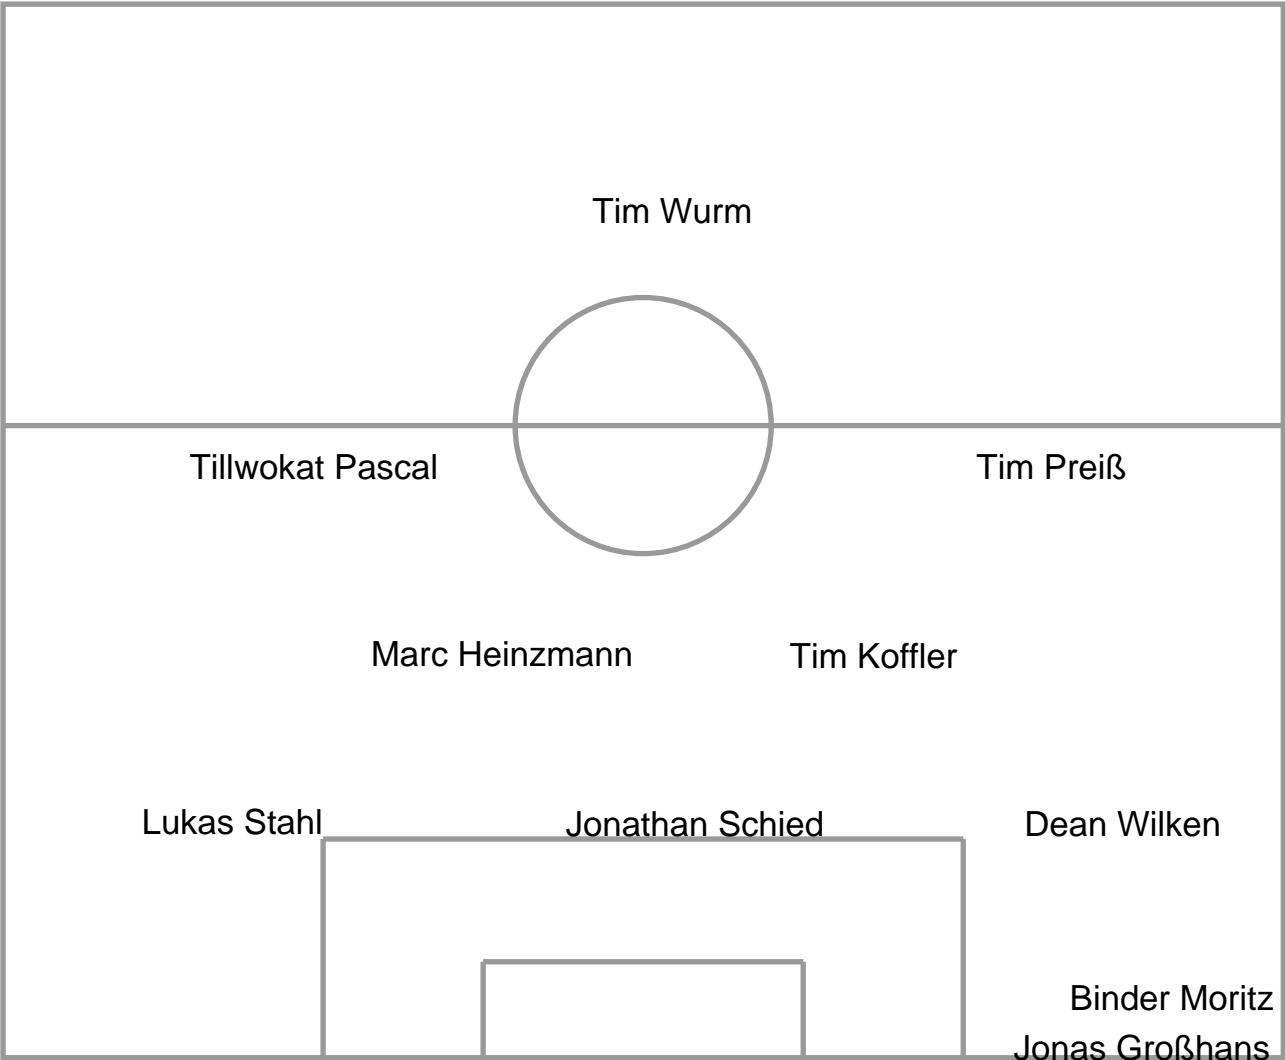 Tim Wurm
Tillwokat Pascal
Tim Preiß
Marc Heinzmann
Tim Koffler
Lukas Stahl
Jonathan Schied
Dean Wilken
Binder Moritz
Jonas Großhans